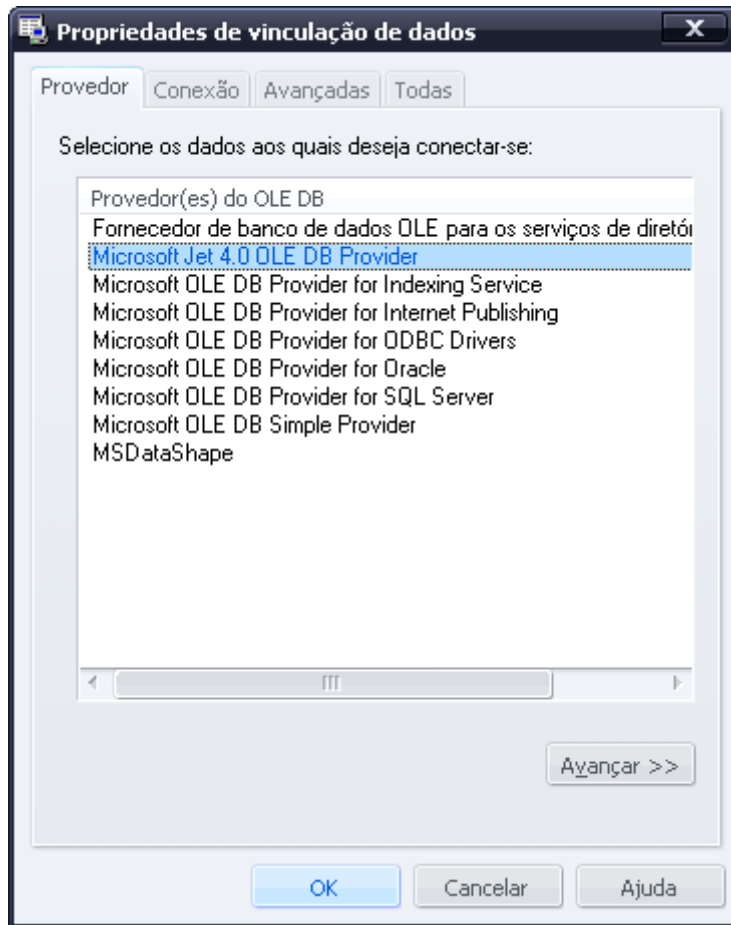 Propriedades de vinculação de dados
Provedor Conexão Avançadas Todas
Selecione os dados aos quais deseja conectar-se:
Provedor(es) do OLE DB
Fornecedor de banco de dados OLE para os serviços de diretó
Microsoft Jet 4.0 OLE DB Provider
Microsoft OLE DB Provider for Indexing Service
Microsoft OLE DB Provider for Internet Publishing
Microsoft OLE DB Provider for ODBC Drivers
Microsoft OLE DB Provider for Oracle
Microsoft OLE DB Provider for SQL Server
Microsoft OLE DB Simple Provider
MSDataShape
Avançar >>
OK Cancelar Ajuda